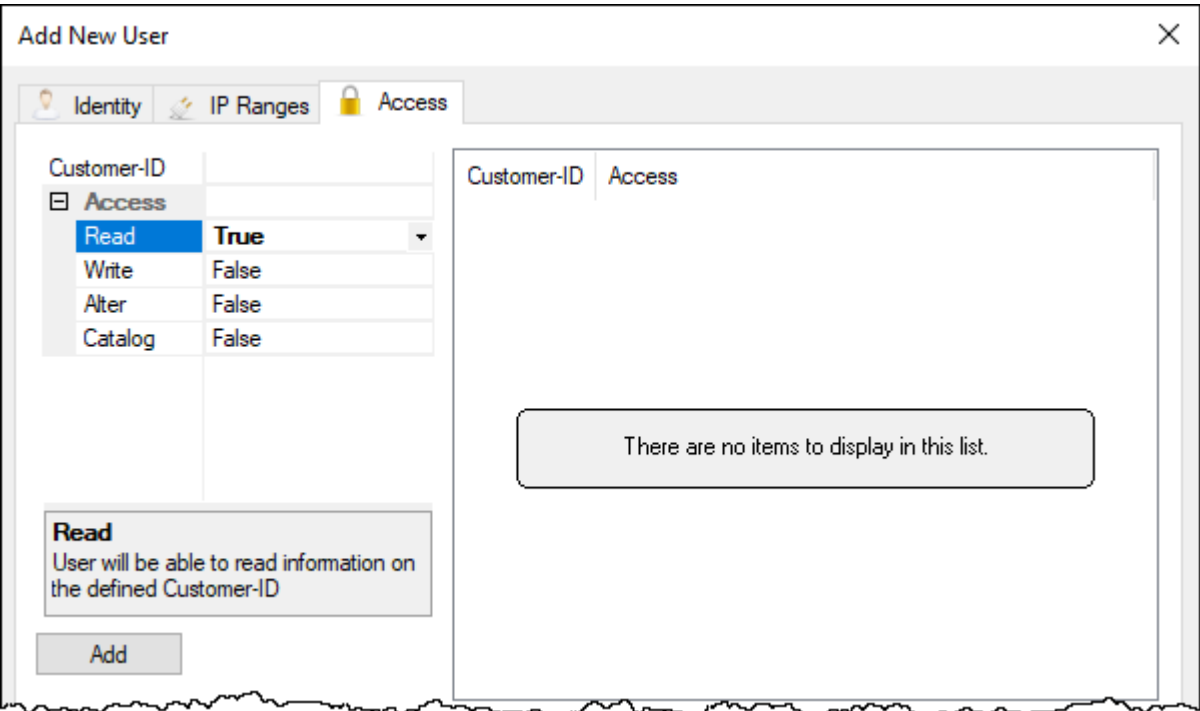 Add New User
Identity IP Ranges Access
Customer-ID
Access
Read True
Write False
Alter False
Catalog False
Read
User will be able to read information on
the defined Customer-ID
Add
Customer-ID Access
There are no items to display in this list.